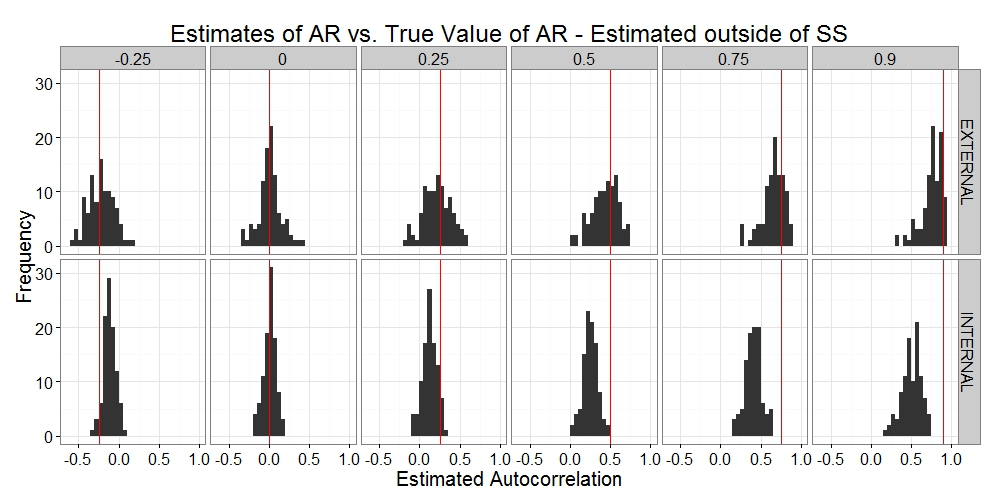 Estimates of AR vs. True Value of AR - Estimated outside of SS
-0.25 0 0.25 0.5 0.75 0.9
30
20
10
0
EXTERNAL
30
20
10
0
INTERNAL
Frequency
-0.5 0.0 0.5 1.0 -0.5 0.0 0.5 1.0 -0.5 0.0 0.5 1.0 -0.5 0.0 0.5 1.0 -0.5 0.0 0.5 1.0 -0.5 0.0 0.5 1.0
Estimated Autocorrelation